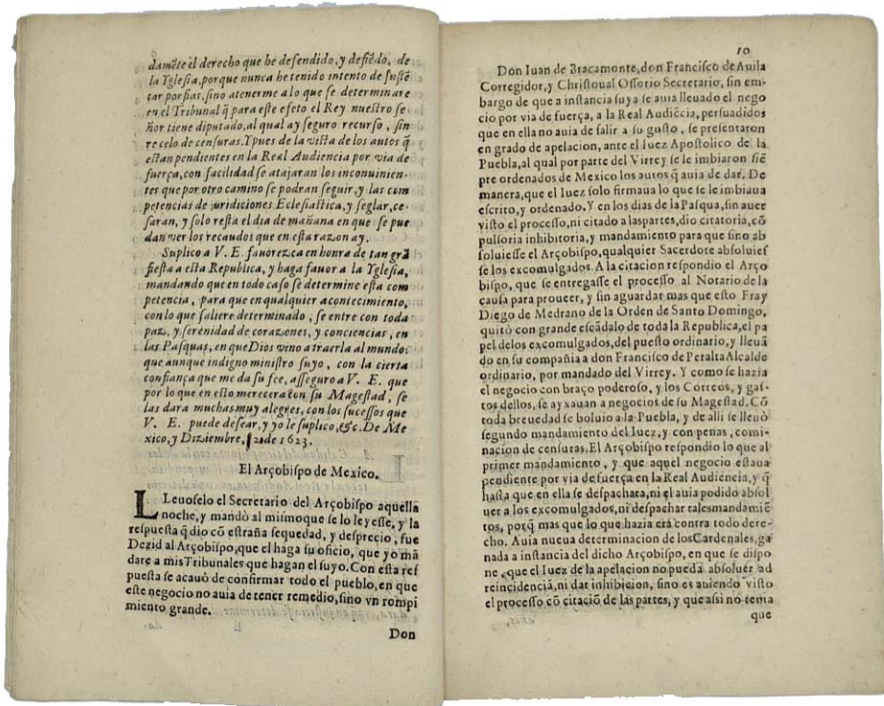 daméte el derecho que he defendido, y defiẽdo, de
la Yglesia, porque nunca he tenido intento de sustẽ
tar porfias, sino atenerme a lo que se determinare
en el Tribunal q̃ para este efeto el Rey nuestro se
ñor tiene diputado, al qual ay seguro recurso, sin
recelo de censuras. Y pues de la vista de los autos q̃
estan pendientes en la Real Audiencia por via de
fuerça, con facilidad se atajaran los inconuinien-
tes que por otro camino se podran seguir, y las com
petencias de juridiciones Eclesiastica, y seglar, ce-
saran, y solo resta el dia de mañana en que se pue
dan ver los recaudos que en esta razon ay.
Suplico a V. E. fauorezca en honra de tan grã
fiesta a esta Republica, y haga fauor a la Yglesia,
mandando que en todo caso se determine esta com
petencia, para que en qualquier acontecimiento,
con lo que saliere determinado, se entre con toda
paz, y serenidad de corazones, y conciencias, en
las Pasquas, en que Dios vino a traerla al mundo:
que aunque indigno ministro suyo, con la cierta
confiança que me da su fee, asseguro a V. E. que
por lo que en esto merecera con su Magestad, se
las dara muchas muy alegres, con los sucessos que
V. E. puede desear, y yo le suplico, &c. De Me
xico, y Diziembre, 21 de 1623.
El Arçobispo de Mexico.
LLeuoselo el Secretario del Arçobispo aquella
noche, y mandò al mismo que se lo leyesse, y la
respuesta q̃ dio cõ estraña sequedad, y desprecio, fue
Dezid al Arçobispo, que el haga su oficio, que yo mã
dare a mis Tribunales que hagan el suyo. Con esta res
puesta se acauò de confirmar todo el pueblo, en que
este negocio no auia de tener remedio, sino vn rompi
miento grande.
Don
10
Don Iuan de Bracamonte, don Francisco de Auila
Corregidor, y Christoual Ossorio Secretario, sin em-
bargo de que a instancia suya se auia lleuado el nego
cio por via de fuerça, a la Real Audiẽcia, persuadidos
que en ella no auia de salir a su gusto, se presentaron
en grado de apelacion, ante el Iuez Apostolico de la
Puebla, al qual por parte del Virrey se le imbiaron siẽ
pre ordenados de Mexico los autos q̃ auia de dar. De
manera, que el Iuez solo firmaua lo que se le imbiaua
escrito, y ordenado. Y en los dias de la Pasqua, sin auer
visto el processo, ni citado a las partes, dio citatoria, cõ
pulsoria inhibitoria, y mandamiento para que sino ab
soluiesse el Arçobispo, qualquier Sacerdote absoluies
se los excomulgados. A la citacion respondio el Arço
bispo, que se entregasse el processo al Notario de la
causa para proueer, y sin aguardar mas que esto Fray
Diego de Medrano de la Orden de Santo Domingo,
quitò con grande escãdalo de toda la Republica, el pa
pel de los excomulgados, del puesto ordinario, y lleuã
do en su compañia a don Francisco de Peralta Alcalde
ordinario, por mandado del Virrey. Y como se hazia
el negocio con braço poderoso, y los Correos, y gas-
tos dellos, se ayxauan a negocios de su Magestad. Cõ
toda breuedad se boluio a la Puebla, y de alli se lleuò
segundo mandamiento del Iuez, y con penas, comi-
nacion de censuras. El Arçobispo respondio lo que al
primer mandamiento, y que aquel negocio estaua
pendiente por via de fuerça en la Real Audiencia, y q̃
hasta que en ella se despachara, ni el auia podido absol
uer a los excomulgados, ni despachar tales mandamiẽ
tos, porq̃ mas que lo que hazia era contra todo dere-
cho. Auia nueua determinacion de los Cardenales, ga
nada a instancia del dicho Arçobispo, en que se dispo
ne, que el Iuez de la apelacion no pueda absoluer ad
reincidenciã, ni dar inhibicion, sino es auiendo visto
el processo cõ citaciõ de las partes, y que assi no tenia
que